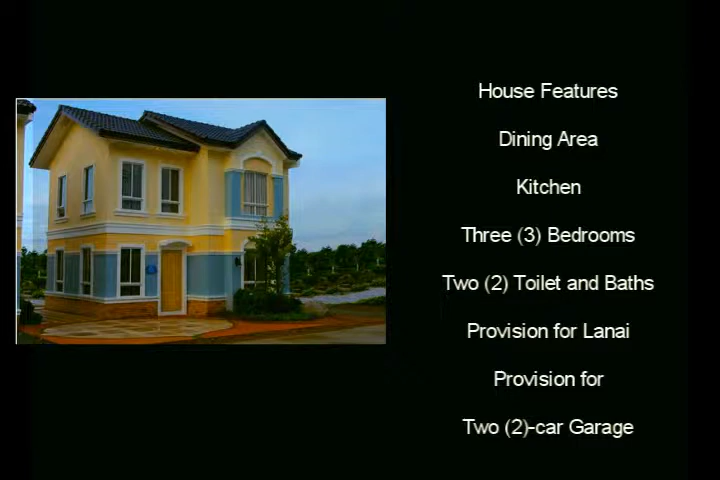 House Features
Dining Area
Kitchen
Three (3) Bedrooms
Two (2) Toilet and Baths
Provision for Lanai
Provision for
Two (2)-car Garage